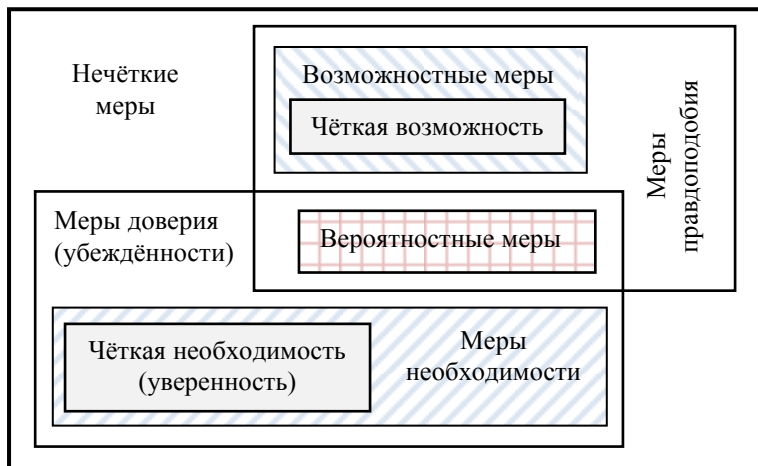 Нечёткие
меры
Возможностные меры
Чёткая возможность
Меры
правдоподобия
Меры доверия
(убеждённости)
Вероятностные меры
Чёткая необходимость
(уверенность)
Меры
необходимости